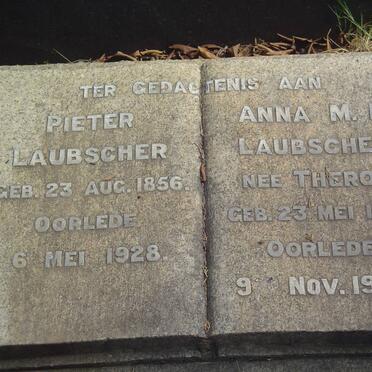 TER GEDACTENIS AAN
PIETER
LAUBSCHER
GEB. 23 AUG. 1856.
OORLEDE
6 MEI 1928.
ANNA M.
LAUBSCHE
NEE THERO
GEB. 23 MEI 1
OORLEDE
9 NOV. 19